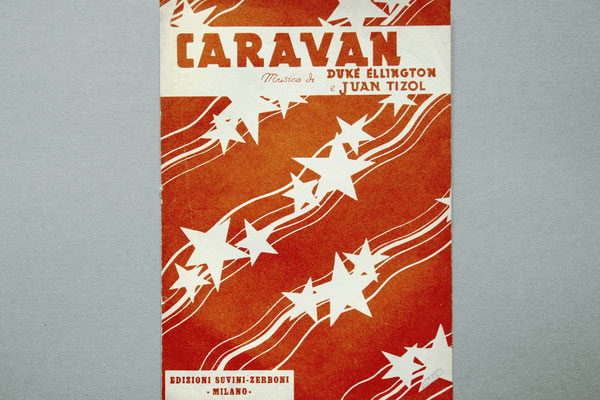 CARAVAN
Musica di DUKE ELLINGTON
e JUAN TIZOL
EDIZIONI SUVINI-ZERBONI
- MILANO -